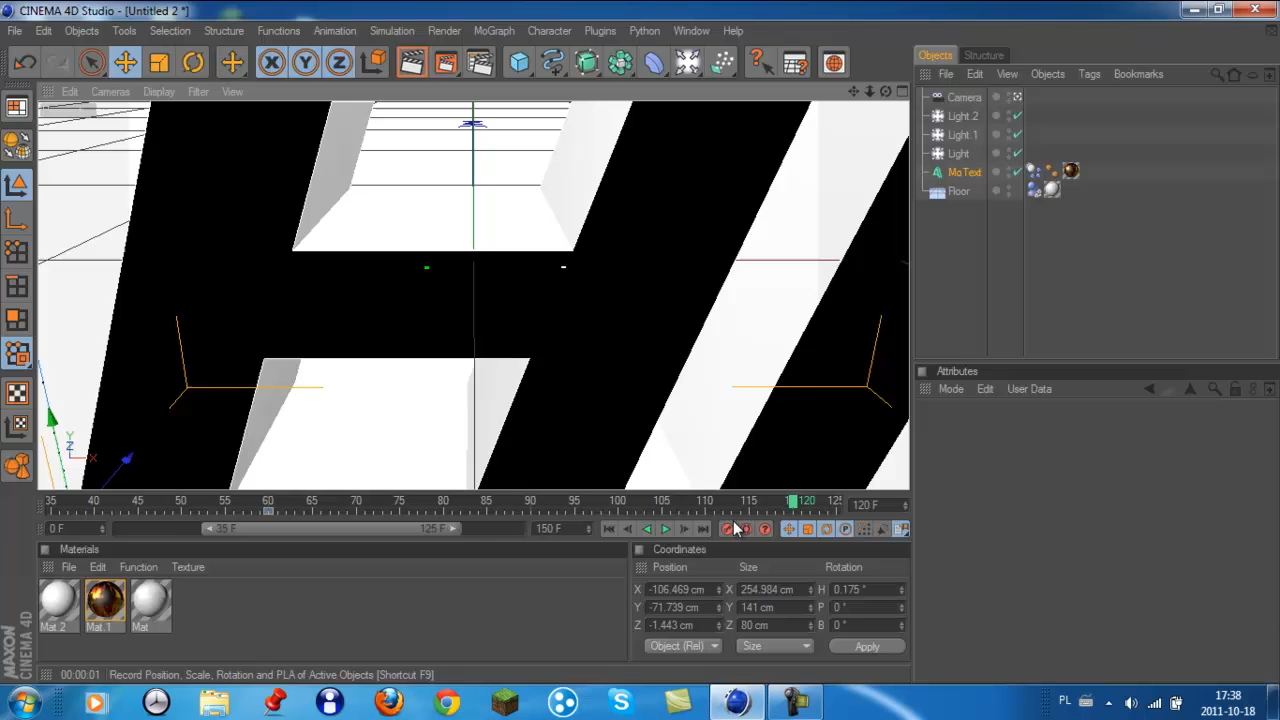 CINEMA 4D Studio - [Untitled 2 *]
File Edit Objects Tools Selection Structure Functions Animation Simulation Render MoGraph Character Plugins Python Window Help
Edit Cameras Display Filter View
Objects Structure
File Edit View Objects Tags Bookmarks
Camera
Light.2
Light.1
Light
MoText
Floor
Attributes
Mode Edit User Data
X Y Z
Y
Z
X
35 40 45 50 55 60 65 70 75 80 85 90 95 100 105 110 115 120 125
120 F
0 F 35 F 125 F 150 F
Materials
File Edit Function Texture
Mat.2 Mat.1 Mat
Coordinates
Position Size Rotation
X -106.469 cm X 254.984 cm H 0.175 °
Y -71.739 cm Y 141 cm P 0 °
Z -1.443 cm Z 80 cm B 0 °
Object (Rel) Size Apply
MAXON CINEMA 4D
00:00:01 Record Position, Scale, Rotation and PLA of Active Objects [Shortcut F9]
PL
17:38
2011-10-18